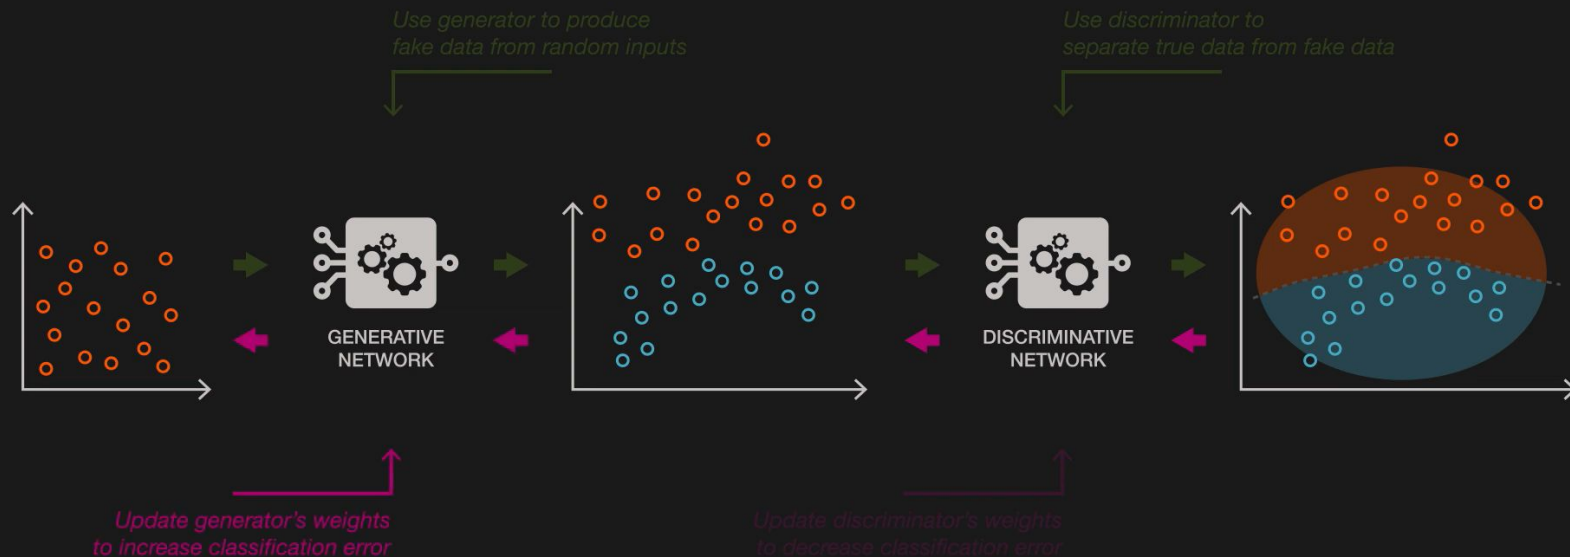 Use generator to produce
fake data from random inputs
Use discriminator to
separate true data from fake data
GENERATIVE
NETWORK
DISCRIMINATIVE
NETWORK
Update generator's weights
to increase classification error
Update discriminator's weights
to decrease classification error